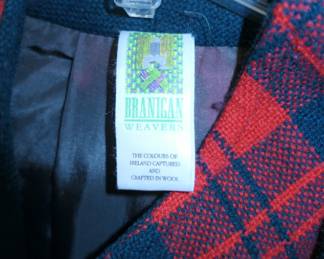 BRANIGAN
WEAVERS
THE COLOURS OF
IRELAND CAPTURED
AND
CRAFTED IN WOOL